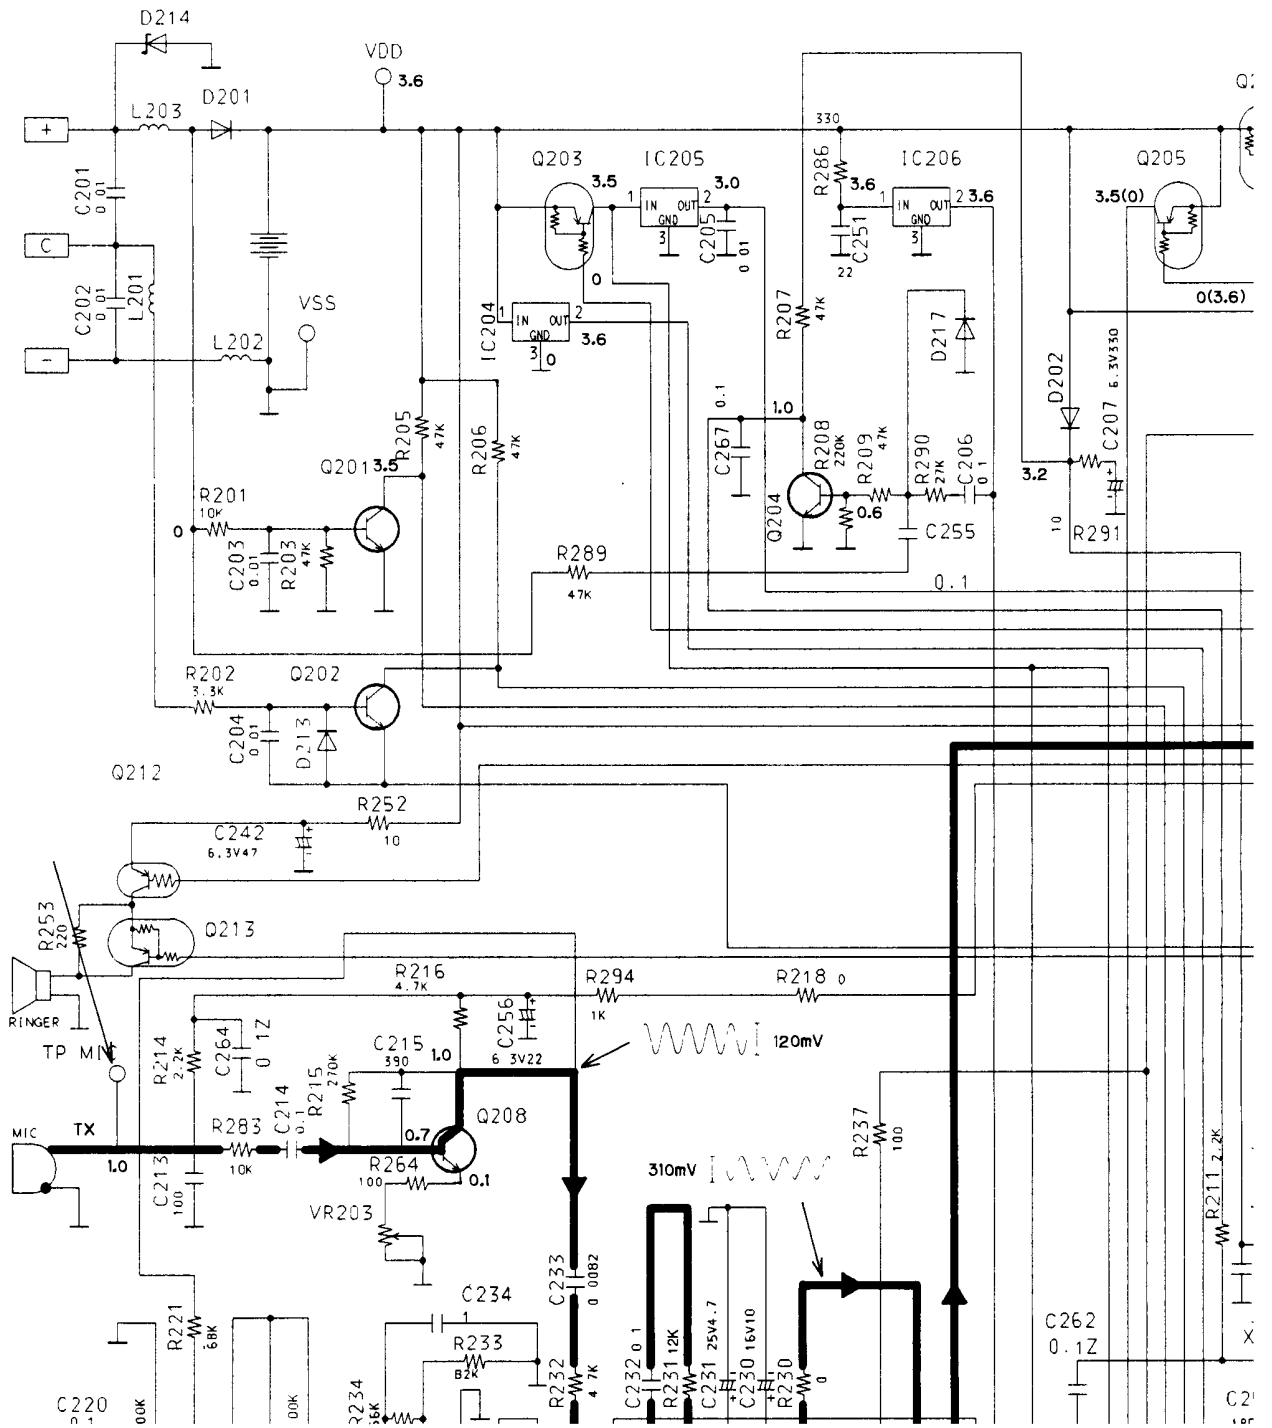 D214
VDD
3.6
D201
L203
+
330
Q203
IC205
R286
IC206
Q205
C201
0.01
3.5
1
IN
OUT
GND
3
2
3.0
C205
0.01
3.6
1
IN
OUT
GND
3
2
3.6
C251
22
3.5(0)
C
C202
0.01
L201
VSS
0
0(3.6)
IC204
1
IN
OUT
GND
3
2
0
3.6
R207
47K
D217
-
L202
D202
C207
6.3V330
R205
47K
R206
47K
0.1
1.0
C267
R208
220K
R209
47K
R290
27K
C206
0.1
Q201
3.5
3.2
R201
10K
0
Q204
0.6
C203
0.01
R203
47K
C255
10
R291
R289
47K
0.1
R202
3.3K
Q202
C204
0.01
D213
Q212
R252
10
C242
6.3V47
R253
220
Q213
R216
4.7K
R294
1K
R218
0
RINGER
TP MIC
R214
2.2K
C264
0 1Z
C215
390
1.0
C256
6 3V22
120mV
R215
270K
C214
0.1
Q208
MIC
TX
R283
10K
0.7
R237
100
1.0
C213
100
R264
100
0.1
310mV
R211
2.2K
VR203
C233
0 0082
C234
1
R221
68K
R233
82K
R232
4 7K
C232
0 1
R231
12K
C231
25V4.7
C230
16V10
R230
0
C262
0.1Z
X
C220
0.1
00K
00K
R234